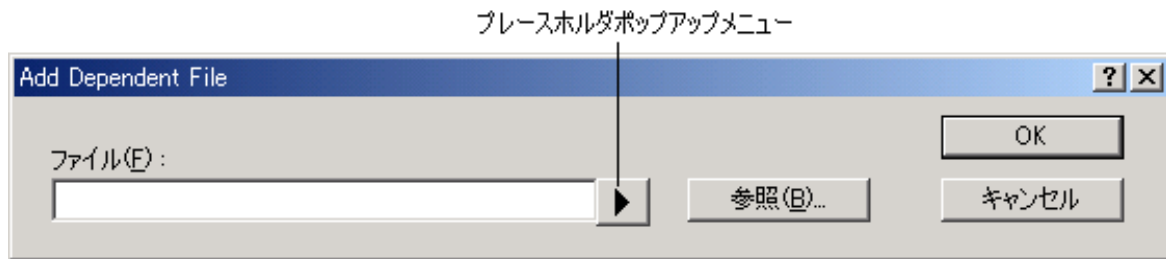 プレースホルダポップアップメニュー
Add Dependent File
OK
ファイル(F) :
参照(B)...
キャンセル